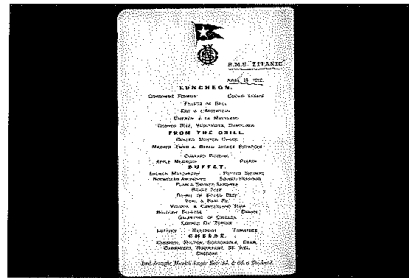 R.M.S. "TITANIC"
APRIL 14, 1912.
LUNCHEON.
CONSOMMÉ FERMIER COCKIE LEEKIE
FILLETS OF BRILL
EGG À L'ARGENTEUIL
CHICKEN À LA MARYLAND
CORNED BEEF, VEGETABLES, DUMPLINGS
FROM THE GRILL.
GRILLED MUTTON CHOPS
MASHED, FRIED & BAKED JACKET POTATOES
CUSTARD PUDDING
APPLE MERINGUE PASTRY
BUFFET.
SALMON MAYONNAISE POTTED SHRIMPS
NORWEGIAN ANCHOVIES SOUSED HERRINGS
PLAIN & SMOKED SARDINES
ROAST BEEF
ROUND OF SPICED BEEF
VEAL & HAM PIE
VIRGINIA & CUMBERLAND HAM
BOLOGNA SAUSAGE BRAWN
GALANTINE OF CHICKEN
CORNED OX TONGUE
LETTUCE BEETROOT TOMATOES
CHEESE.
CHESHIRE, STILTON, GORGONZOLA, EDAM,
CAMEMBERT, ROQUEFORT, ST. IVEL,
CHEDDAR
Iced draught Munich Lager Beer 3d. & 6d. a Tankard.